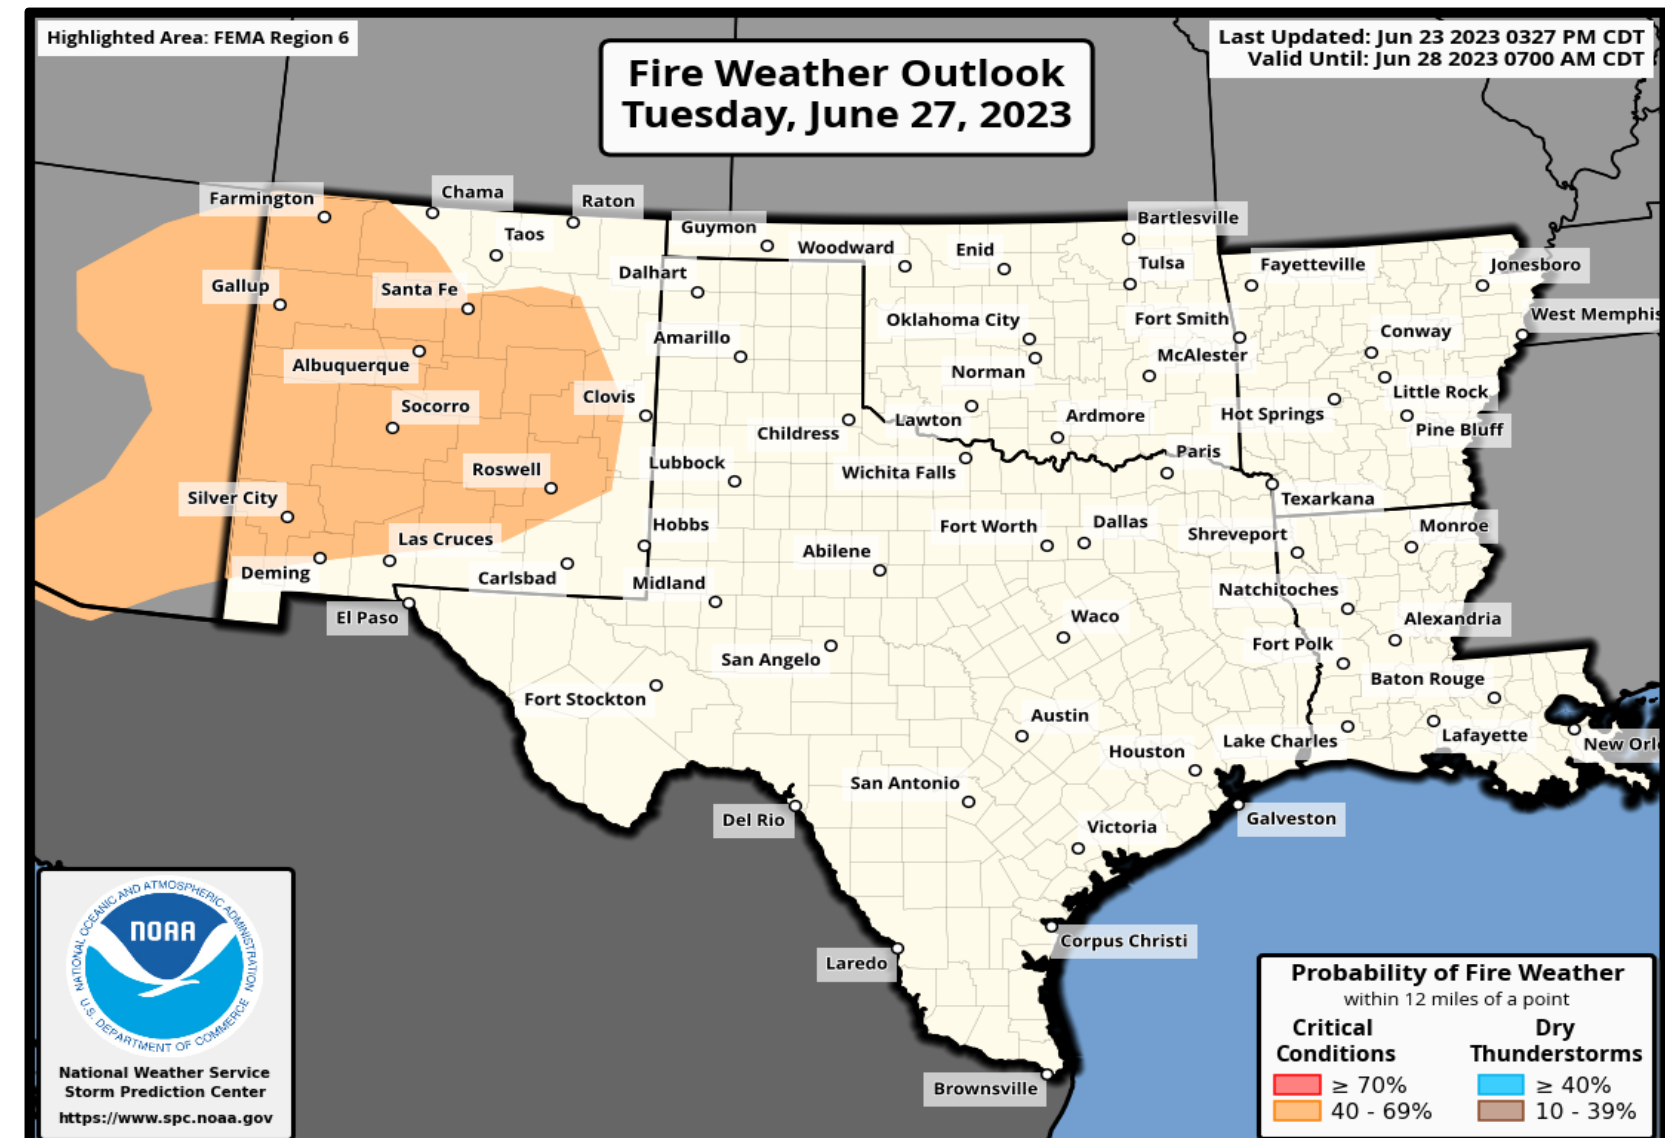 Highlighted Area: FEMA Region 6
Last Updated: Jun 23 2023 0327 PM CDT
Valid Until: Jun 28 2023 0700 AM CDT
Fire Weather Outlook
Tuesday, June 27, 2023
Farmington
Chama
Raton
Taos
Guymon
Woodward
Enid
Bartlesville
Tulsa
Fayetteville
Jonesboro
Gallup
Santa Fe
Dalhart
Oklahoma City
Fort Smith
West Memphis
Amarillo
Conway
Albuquerque
Norman
McAlester
Little Rock
Socorro
Clovis
Childress
Lawton
Ardmore
Hot Springs
Pine Bluff
Roswell
Lubbock
Wichita Falls
Paris
Silver City
Texarkana
Hobbs
Fort Worth
Dallas
Shreveport
Monroe
Las Cruces
Abilene
Deming
Carlsbad
Midland
Natchitoches
El Paso
Waco
Alexandria
San Angelo
Fort Polk
Fort Stockton
Baton Rouge
Austin
Houston
Lake Charles
Lafayette
New Orl
San Antonio
Del Rio
Victoria
Galveston
Corpus Christi
Laredo
Brownsville
NATIONAL OCEANIC AND ATMOSPHERIC ADMINISTRATION
NOAA
U.S. DEPARTMENT OF COMMERCE
National Weather Service
Storm Prediction Center
https://www.spc.noaa.gov
Probability of Fire Weather
within 12 miles of a point
Critical Conditions
≥ 70%
40 - 69%
Dry Thunderstorms
≥ 40%
10 - 39%